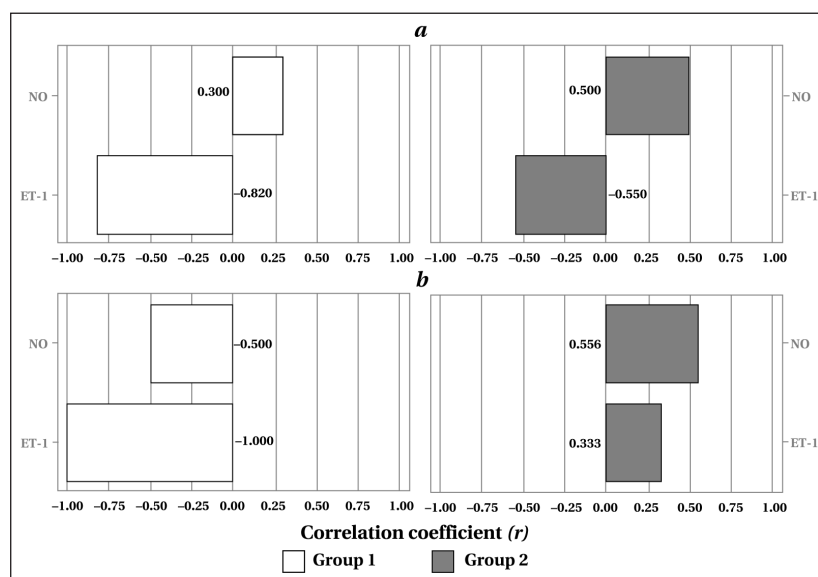 a
NO 0.300 0.500 NO
ET-1 –0.820 –0.550 ET-1
–1.00 –0.75 –0.50 –0.25 0.00 0.25 0.50 0.75 1.00 –1.00 –0.75 –0.50 –0.25 0.00 0.25 0.50 0.75 1.00
b
NO –0.500 0.556 NO
ET-1 –1.000 0.333 ET-1
–1.00 –0.75 –0.50 –0.25 0.00 0.25 0.50 0.75 1.00 –1.00 –0.75 –0.50 –0.25 0.00 0.25 0.50 0.75 1.00
Correlation coefficient (r)
Group 1 Group 2